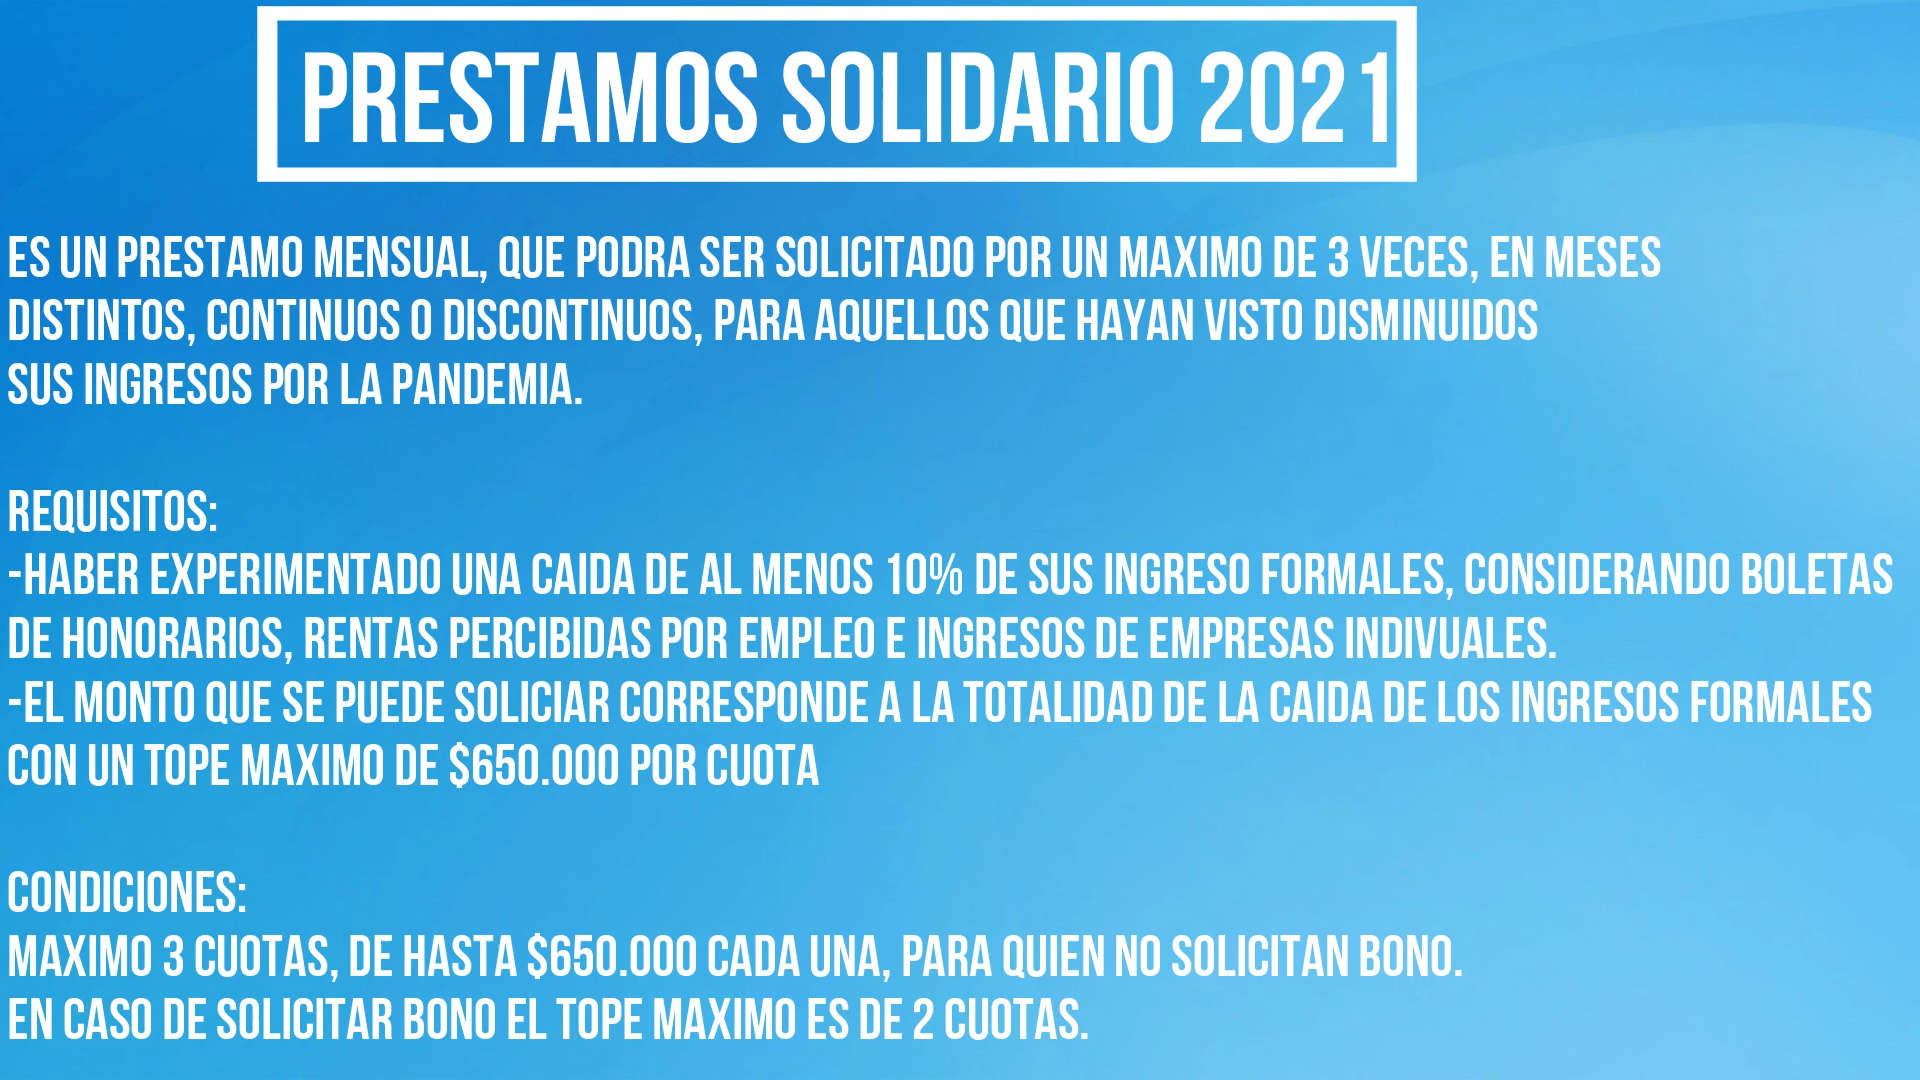 PRESTAMOS SOLIDARIO 2021
ES UN PRESTAMO MENSUAL, QUE PODRA SER SOLICITADO POR UN MAXIMO DE 3 VECES, EN MESES
DISTINTOS, CONTINUOS O DISCONTINUOS, PARA AQUELLOS QUE HAYAN VISTO DISMINUIDOS
SUS INGRESOS POR LA PANDEMIA.
REQUISITOS:
-HABER EXPERIMENTADO UNA CAIDA DE AL MENOS 10% DE SUS INGRESO FORMALES, CONSIDERANDO BOLETAS
DE HONORARIOS, RENTAS PERCIBIDAS POR EMPLEO E INGRESOS DE EMPRESAS INDIVUALES.
-EL MONTO QUE SE PUEDE SOLICIAR CORRESPONDE A LA TOTALIDAD DE LA CAIDA DE LOS INGRESOS FORMALES
CON UN TOPE MAXIMO DE $650.000 POR CUOTA
CONDICIONES:
MAXIMO 3 CUOTAS, DE HASTA $650.000 CADA UNA, PARA QUIEN NO SOLICITAN BONO.
EN CASO DE SOLICITAR BONO EL TOPE MAXIMO ES DE 2 CUOTAS.